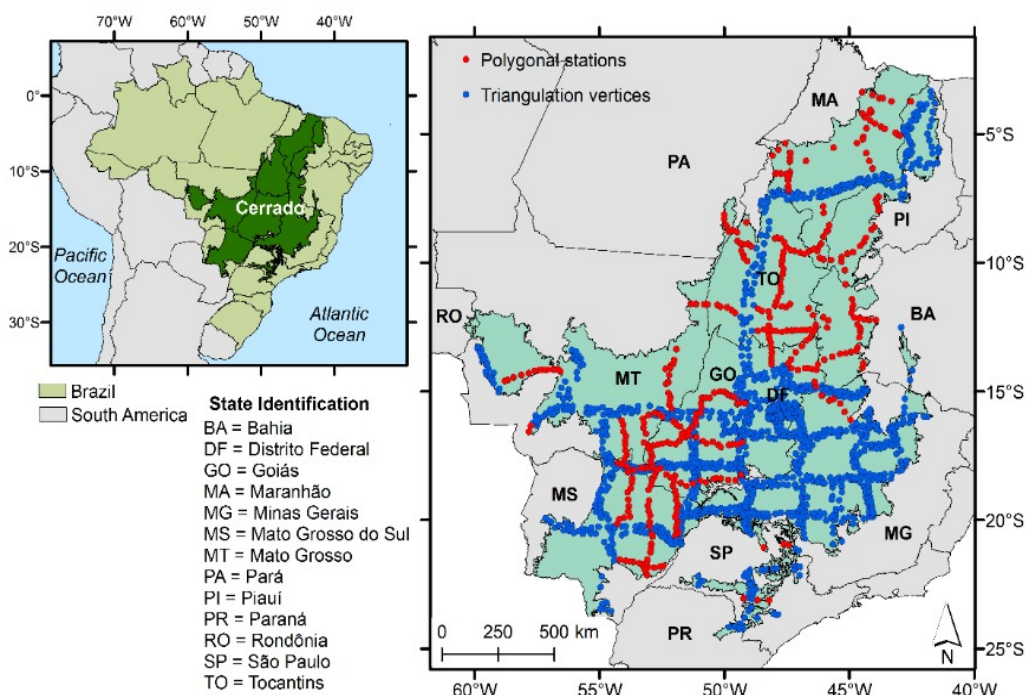 70°W 60°W 50°W 40°W
0°
10°S
20°S
30°S
Cerrado
Pacific
Ocean
Atlantic
Ocean
Brazil
South America
State Identification
BA = Bahia
DF = Distrito Federal
GO = Goiás
MA = Maranhão
MG = Minas Gerais
MS = Mato Grosso do Sul
MT = Mato Grosso
PA = Pará
PI = Piauí
PR = Paraná
RO = Rondônia
SP = São Paulo
TO = Tocantins
Polygonal stations
Triangulation vertices
MA
PA
PI
TO
BA
RO
MT
GO
DF
MS
MG
SP
PR
5°S
10°S
15°S
20°S
25°S
0 250 500 km
N
60°W 55°W 50°W 45°W 40°W